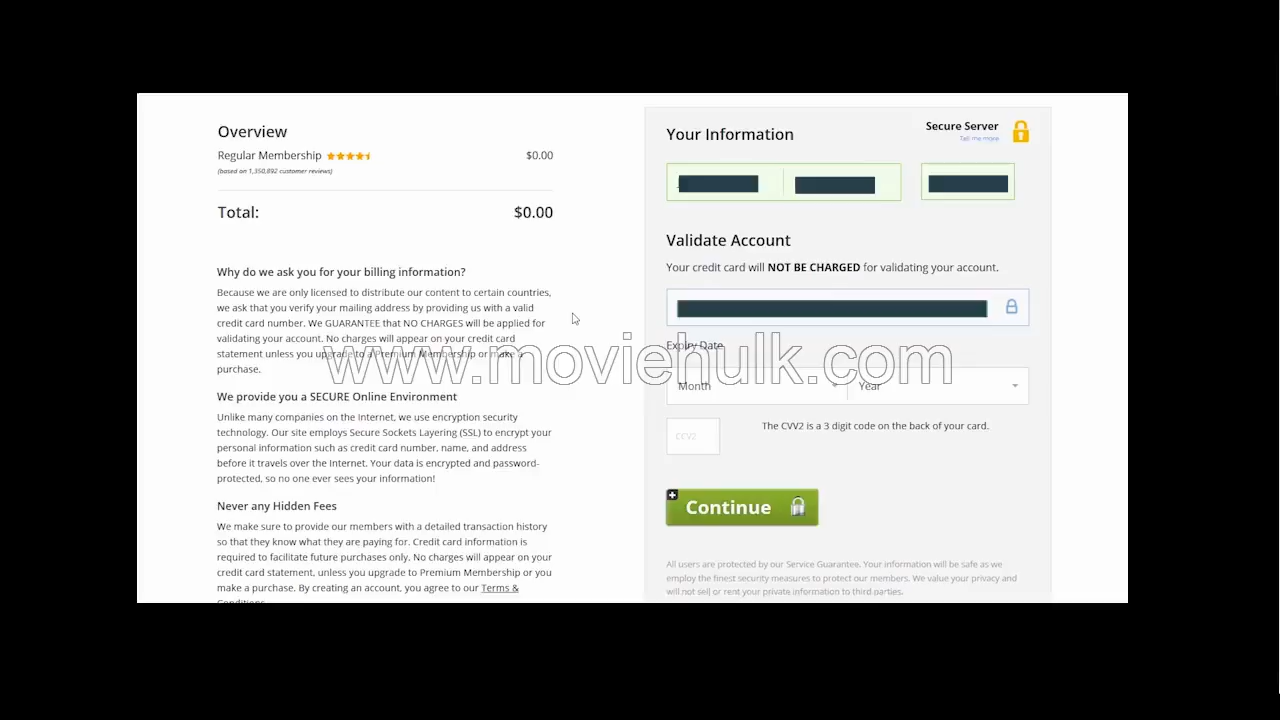 Overview
Regular Membership $0.00
(based on 1,350,892 customer reviews)
Total: $0.00
Why do we ask you for your billing information?
Because we are only licensed to distribute our content to certain countries,
we ask that you verify your mailing address by providing us with a valid
credit card number. We GUARANTEE that NO CHARGES will be applied for
validating your account. No charges will appear on your credit card
statement unless you upgrade to a Premium Membership or make a
purchase.
We provide you a SECURE Online Environment
Unlike many companies on the Internet, we use encryption security
technology. Our site employs Secure Sockets Layering (SSL) to encrypt your
personal information such as credit card number, name, and address
before it travels over the Internet. Your data is encrypted and password-
protected, so no one ever sees your information!
Never any Hidden Fees
We make sure to provide our members with a detailed transaction history
so that they know what they are paying for. Credit card information is
required to facilitate future purchases only. No charges will appear on your
credit card statement, unless you upgrade to Premium Membership or you
make a purchase. By creating an account, you agree to our Terms &
Conditions
Your Information
Secure Server
Tell me more
Validate Account
Your credit card will NOT BE CHARGED for validating your account.
Expiry Date
Month Year
CCV2
The CVV2 is a 3 digit code on the back of your card.
Continue
All users are protected by our Service Guarantee. Your information will be safe as we
employ the finest security measures to protect our members. We value your privacy and
will not sell or rent your private information to third parties.
www.moviehulk.com